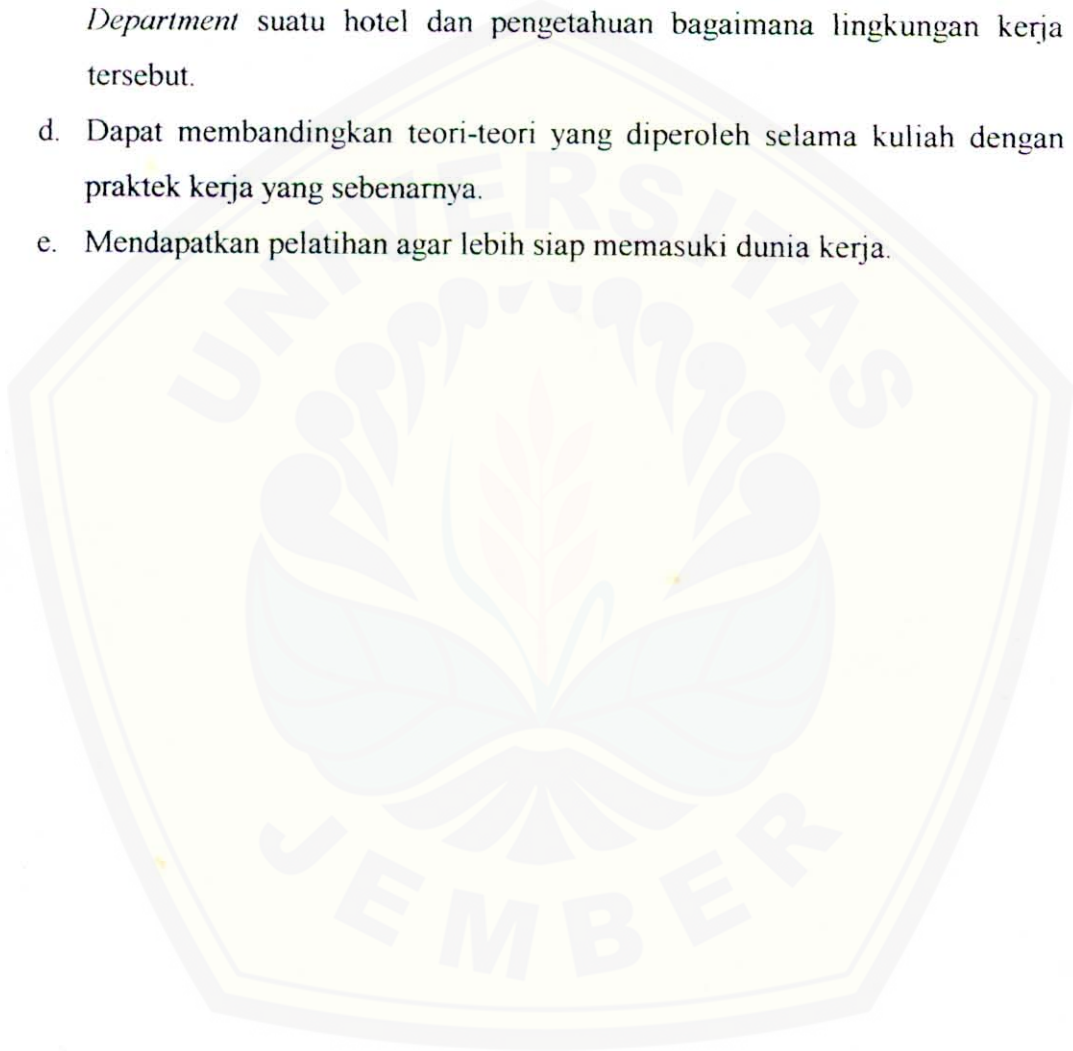 Department suatu hotel dan pengetahuan bagaimana lingkungan kerja
tersebut.
d. Dapat membandingkan teori-teori yang diperoleh selama kuliah dengan
praktek kerja yang sebenarnya.
e. Mendapatkan pelatihan agar lebih siap memasuki dunia kerja.
UNIVERSITAS
JEMBER